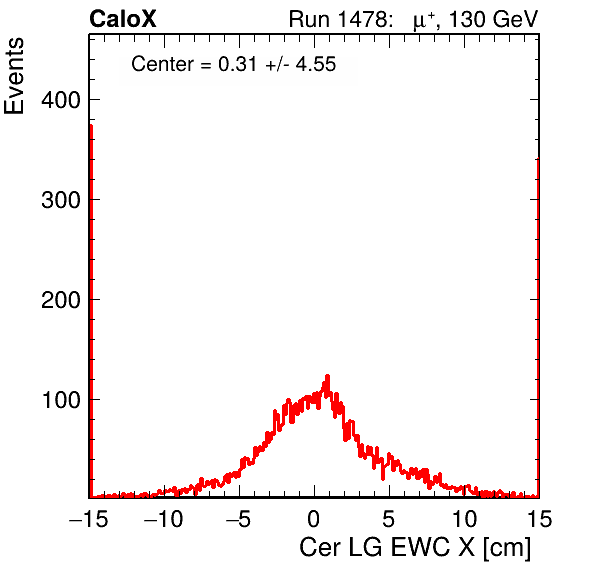 CaloX Run 1478: μ⁺, 130 GeV
Center = 0.31 +/- 4.55
Events
400
300
200
100
−15 −10 −5 0 5 10 15
Cer LG EWC X [cm]